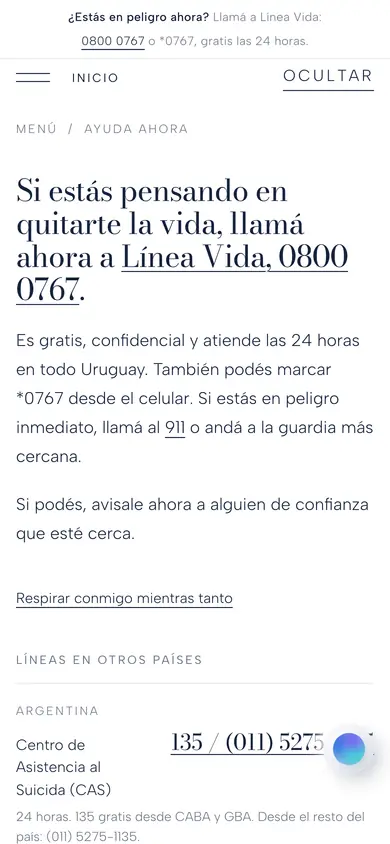 ¿Estás en peligro ahora? Llamá a Línea Vida:
0800 0767 o *0767, gratis las 24 horas.
INICIO
OCULTAR
MENÚ / AYUDA AHORA
Si estás pensando en
quitarte la vida, llamá
ahora a Línea Vida, 0800
0767.
Es gratis, confidencial y atiende las 24 horas
en todo Uruguay. También podés marcar
*0767 desde el celular. Si estás en peligro
inmediato, llamá al 911 o andá a la guardia más
cercana.
Si podés, avisale ahora a alguien de confianza
que esté cerca.
Respirar conmigo mientras tanto
LÍNEAS EN OTROS PAÍSES
ARGENTINA
Centro de
Asistencia al
Suicida (CAS)
135 / (011) 5275
24 horas. 135 gratis desde CABA y GBA. Desde el resto del
país: (011) 5275-1135.